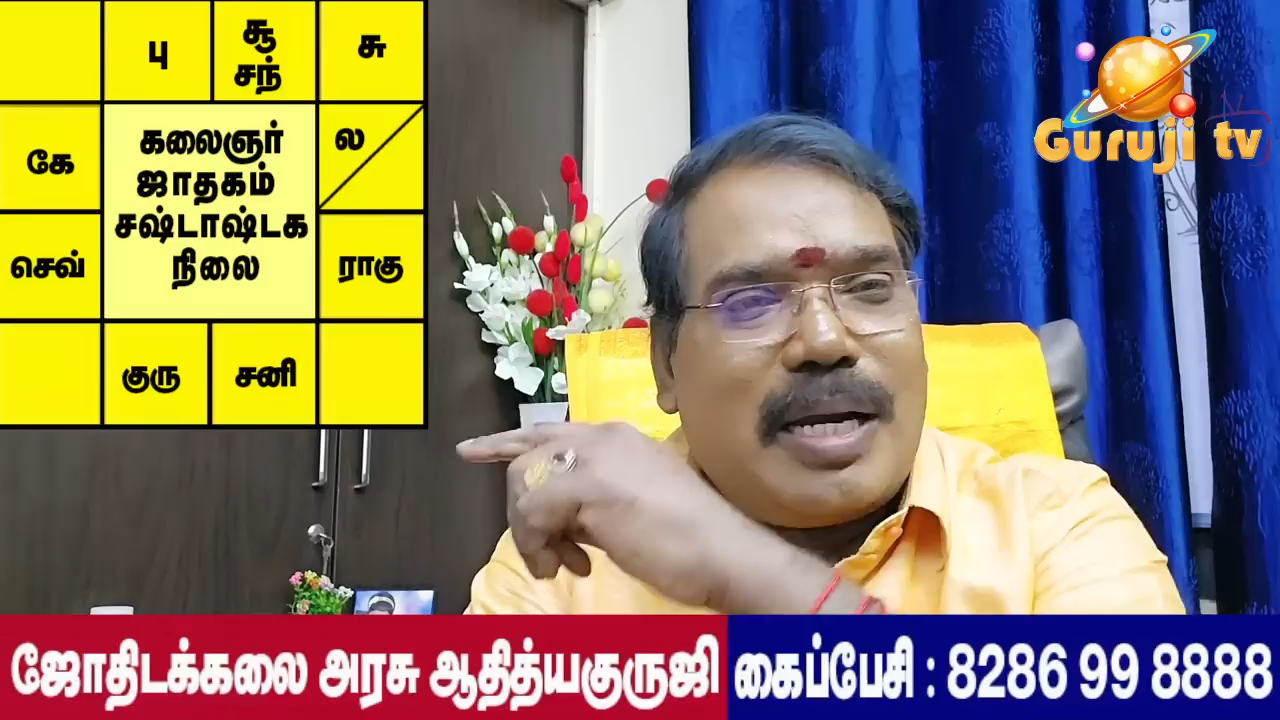 பு
சூ
சந்
சு
Guruji tv
கே
கலைஞர்
ஜாதகம்
சஷ்டாஷ்டக
நிலை
ல
செவ்
ராகு
குரு
சனி
ஜோதிடக்கலை அரசு ஆதித்யகுருஜி
கைப்பேசி : 8286 99 8888